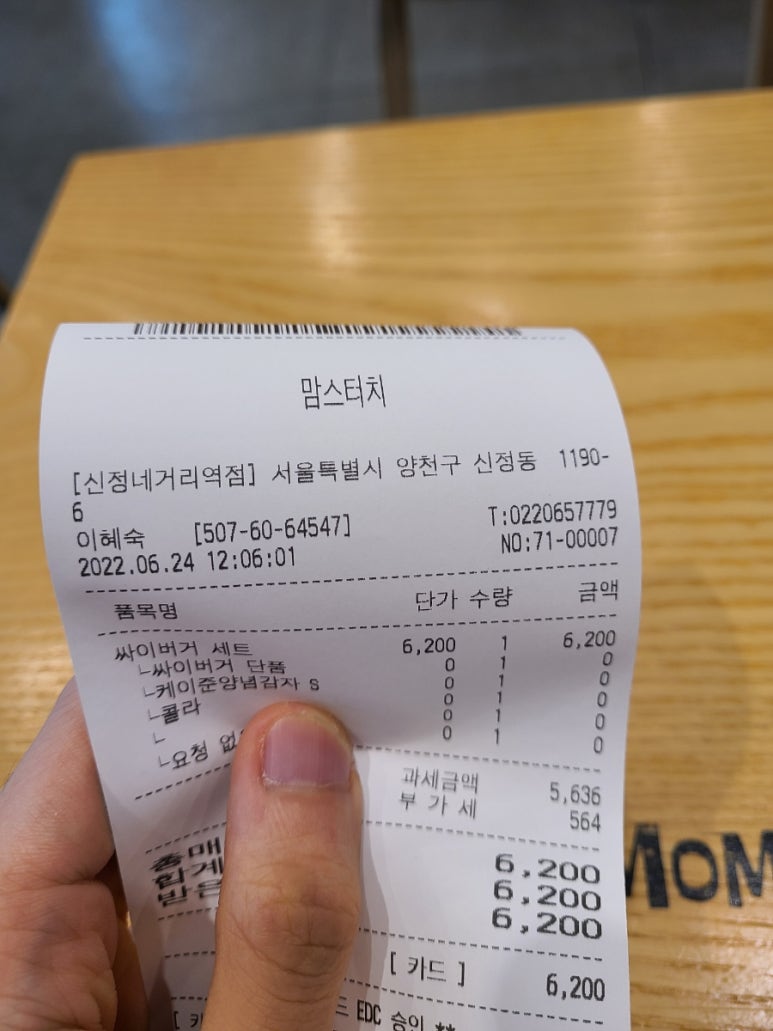 맘스터치
[신정네거리역점] 서울특별시 양천구 신정동 1190-
6
이혜숙 [507-60-64547] T:0220657779
2022.06.24 12:06:01 NO:71-00007
품목명 단가 수량 금액
싸이버거 세트 6,200 1 6,200
└싸이버거 단품 0 1 0
└케이준양념감자 S 0 1 0
└콜라 0 1 0
└ 0 1 0
└요청 0
과세금액 5,636
부 가 세 564
6,200
합계 6,200
6,200
[ 카드 ] 6,200
EDC 승인 **
MOM